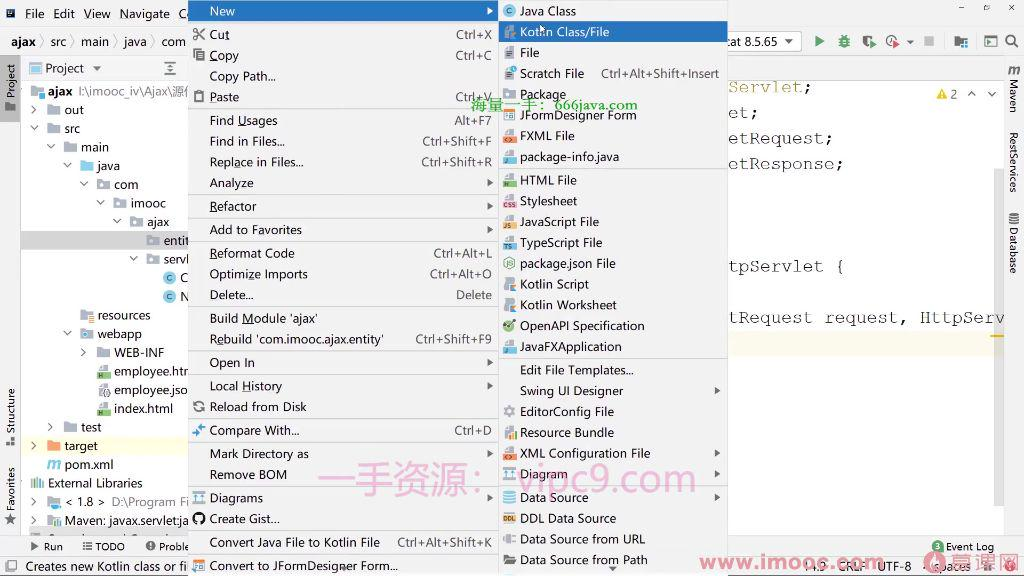 File Edit View Navigate
ajax src main java com
cat 8.5.65
Project
ajax I:\imooc_iv\Ajax\源
out
src
main
java
com
imooc
ajax
entit
servl
C
N
resources
webapp
WEB-INF
employee.htm
employee.jso
index.html
test
target
pom.xml
External Libraries
< 1.8 > D:\Program Fi
Maven: javax.servlet:ja
Project
Structure
Favorites
New
Cut Ctrl+X
Copy Ctrl+C
Copy Path...
Paste Ctrl+V
Find Usages Alt+F7
Find in Files... Ctrl+Shift+F
Replace in Files... Ctrl+Shift+R
Analyze
Refactor
Add to Favorites
Reformat Code Ctrl+Alt+L
Optimize Imports Ctrl+Alt+O
Delete... Delete
Build Module 'ajax'
Rebuild 'com.imooc.ajax.entity' Ctrl+Shift+F9
Open In
Local History
Reload from Disk
Compare With... Ctrl+D
Mark Directory as
Remove BOM
Diagrams
Create Gist...
Convert Java File to Kotlin File Ctrl+Alt+Shift+K
Convert to JFormDesigner Form...
Java Class
Kotlin Class/File
File
Scratch File Ctrl+Alt+Shift+Insert
Package
海量一手：666java.com
JFormDesigner Form
FXML File
package-info.java
HTML File
Stylesheet
JavaScript File
TypeScript File
package.json File
Kotlin Script
Kotlin Worksheet
OpenAPI Specification
JavaFXApplication
Edit File Templates...
Swing UI Designer
EditorConfig File
Resource Bundle
XML Configuration File
Diagram
Data Source
DDL Data Source
Data Source from URL
Data Source from Path
一手资源：vipc9.com
Servlet;
et;
etRequest;
etResponse;
tpServlet {
tRequest request, HttpServ
2
Maven
RestServices
Database
Run TODO Proble
3 Event Log
Creates new Kotlin class or fi
14:9 CRLF UTF-8 4 spaces
www.imooc.com 慕课网